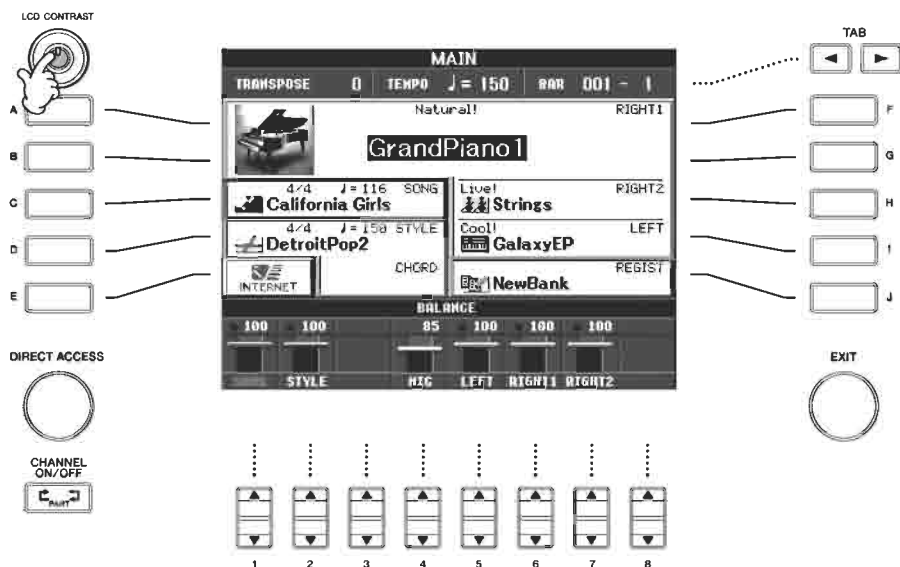 LCD CONTRAST
TAB
MAIN
TRANSPOSE 0 TEMPO ♩= 150 BAR 001 - 1
Natural! RIGHT1
GrandPiano1
4/4 ♩= 116 SONG
California Girls
Live! RIGHT2
Strings
4/4 ♩= 150 STYLE
DetroitPop2
Cool! LEFT
GalaxyEP
INTERNET
CHORD
REGIST
NewBank
BALANCE
100 100 85 100 100 100
STYLE MIC LEFT RIGHT1 RIGHT2
A
B
C
D
E
F
G
H
I
J
DIRECT ACCESS
EXIT
CHANNEL
ON/OFF
PART
1 2 3 4 5 6 7 8